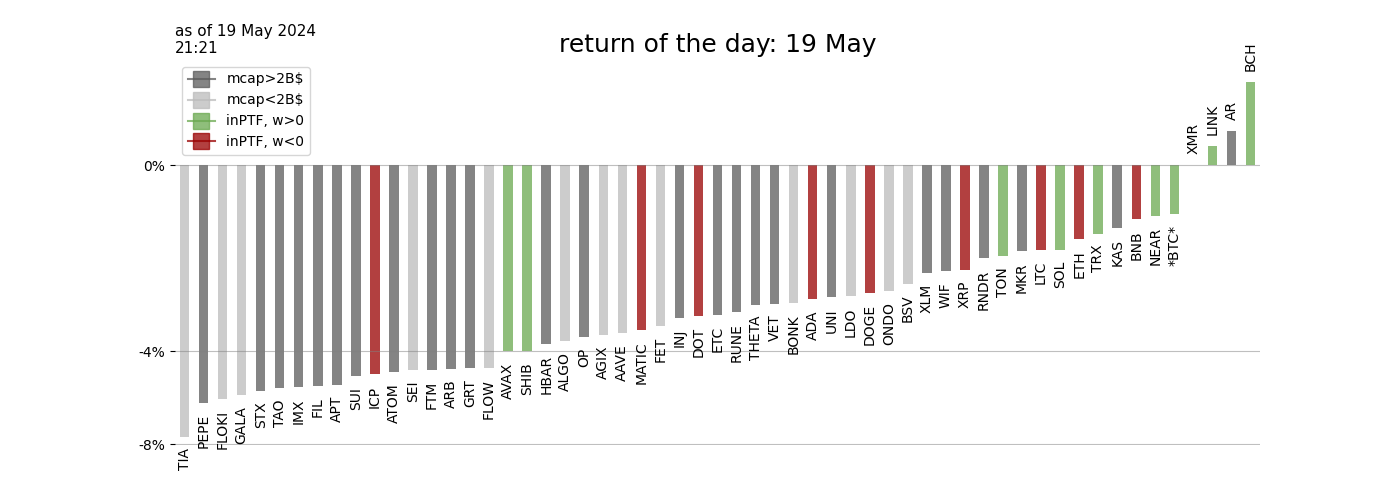 as of 19 May 2024
21:21
return of the day: 19 May
mcap>2B$
mcap<2B$
inPTF, w>0
inPTF, w<0
0%
-4%
-8%
TIA
PEPE
FLOKI
GALA
STX
TAO
IMX
FIL
APT
SUI
ICP
ATOM
SEI
FTM
ARB
GRT
FLOW
AVAX
SHIB
HBAR
ALGO
OP
AGIX
AAVE
MATIC
FET
INJ
DOT
ETC
RUNE
THETA
VET
BONK
ADA
UNI
LDO
DOGE
ONDO
BSV
XLM
WIF
XRP
RNDR
TON
MKR
LTC
SOL
ETH
TRX
KAS
BNB
NEAR
*BTC*
XMR
LINK
AR
BCH